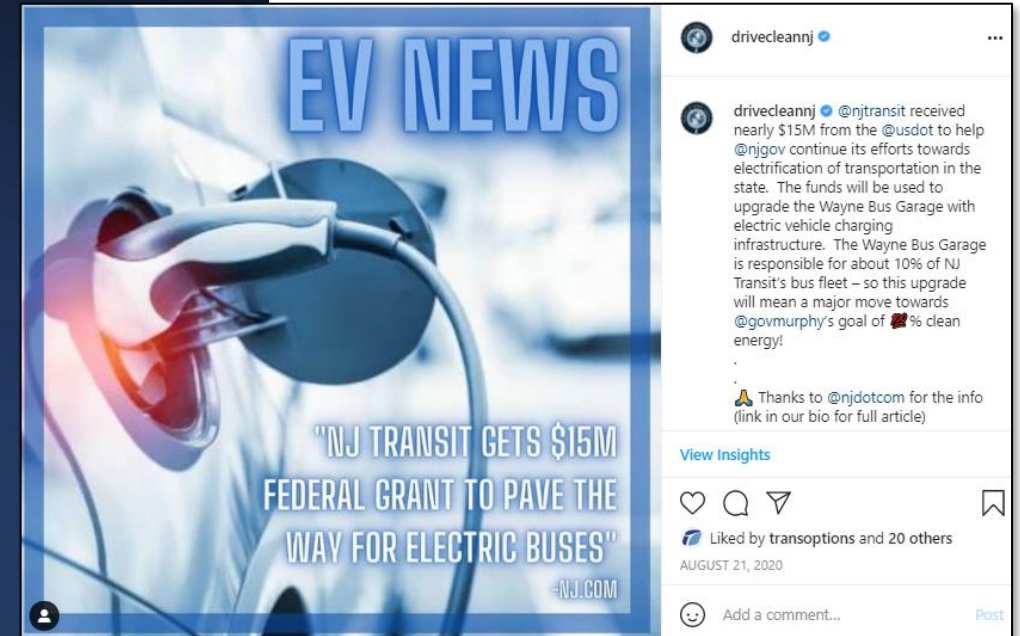 EV NEWS
"NJ TRANSIT GETS $15M
FEDERAL GRANT TO PAVE THE
WAY FOR ELECTRIC BUSES"
-NJ.COM
drivecleannj
drivecleannj @njtransit received
nearly $15M from the @usdot to help
@njgov continue its efforts towards
electrification of transportation in the
state. The funds will be used to
upgrade the Wayne Bus Garage with
electric vehicle charging
infrastructure. The Wayne Bus Garage
is responsible for about 10% of NJ
Transit's bus fleet – so this upgrade
will mean a major move towards
@govmurphy's goal of 💯% clean
energy!
.
.
🙏 Thanks to @njdotcom for the info
(link in our bio for full article)
View Insights
Liked by transoptions and 20 others
AUGUST 21, 2020
Add a comment...
Post